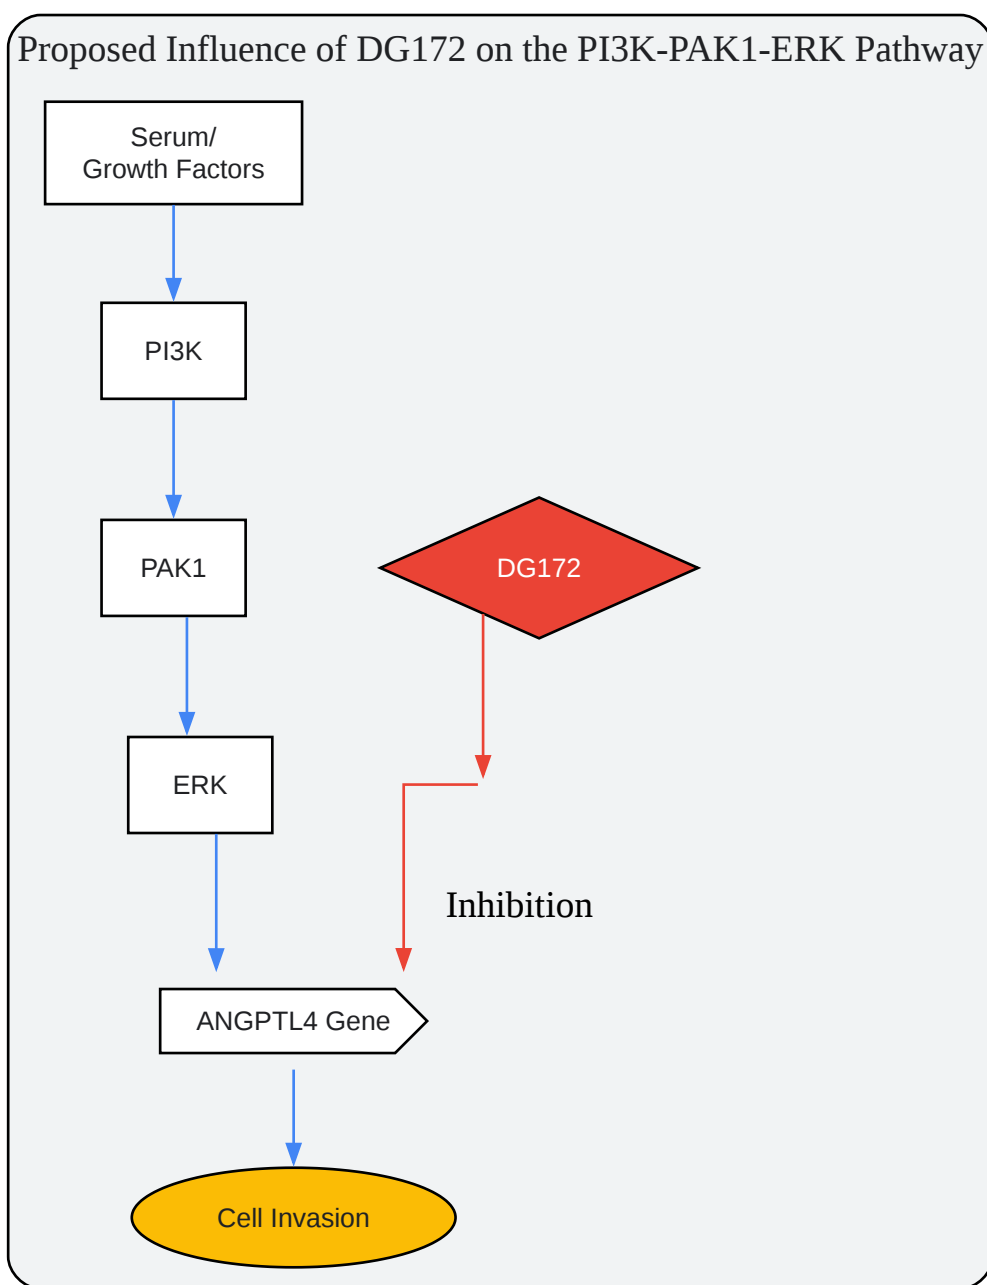 Proposed Influence of DG172 on the PI3K-PAK1-ERK Pathway
Serum/
Growth Factors
PI3K
PAK1
DG172
ERK
Inhibition
ANGPTL4 Gene
Cell Invasion